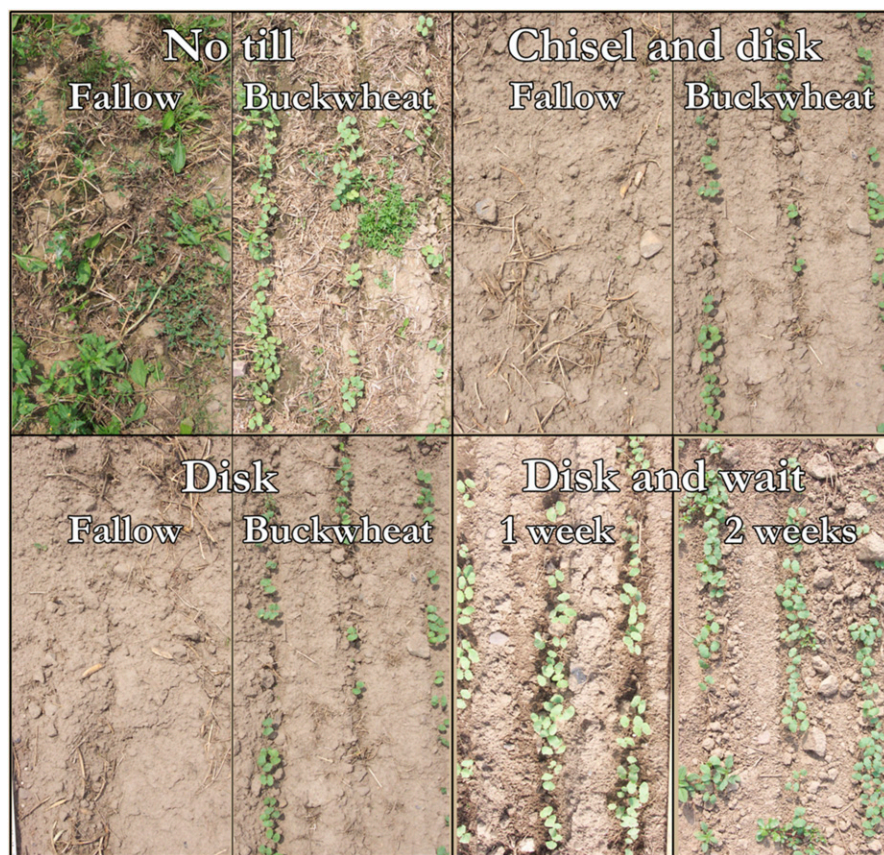 No till
Fallow Buckwheat
Chisel and disk
Fallow Buckwheat
Disk
Fallow Buckwheat
Disk and wait
1 week 2 weeks